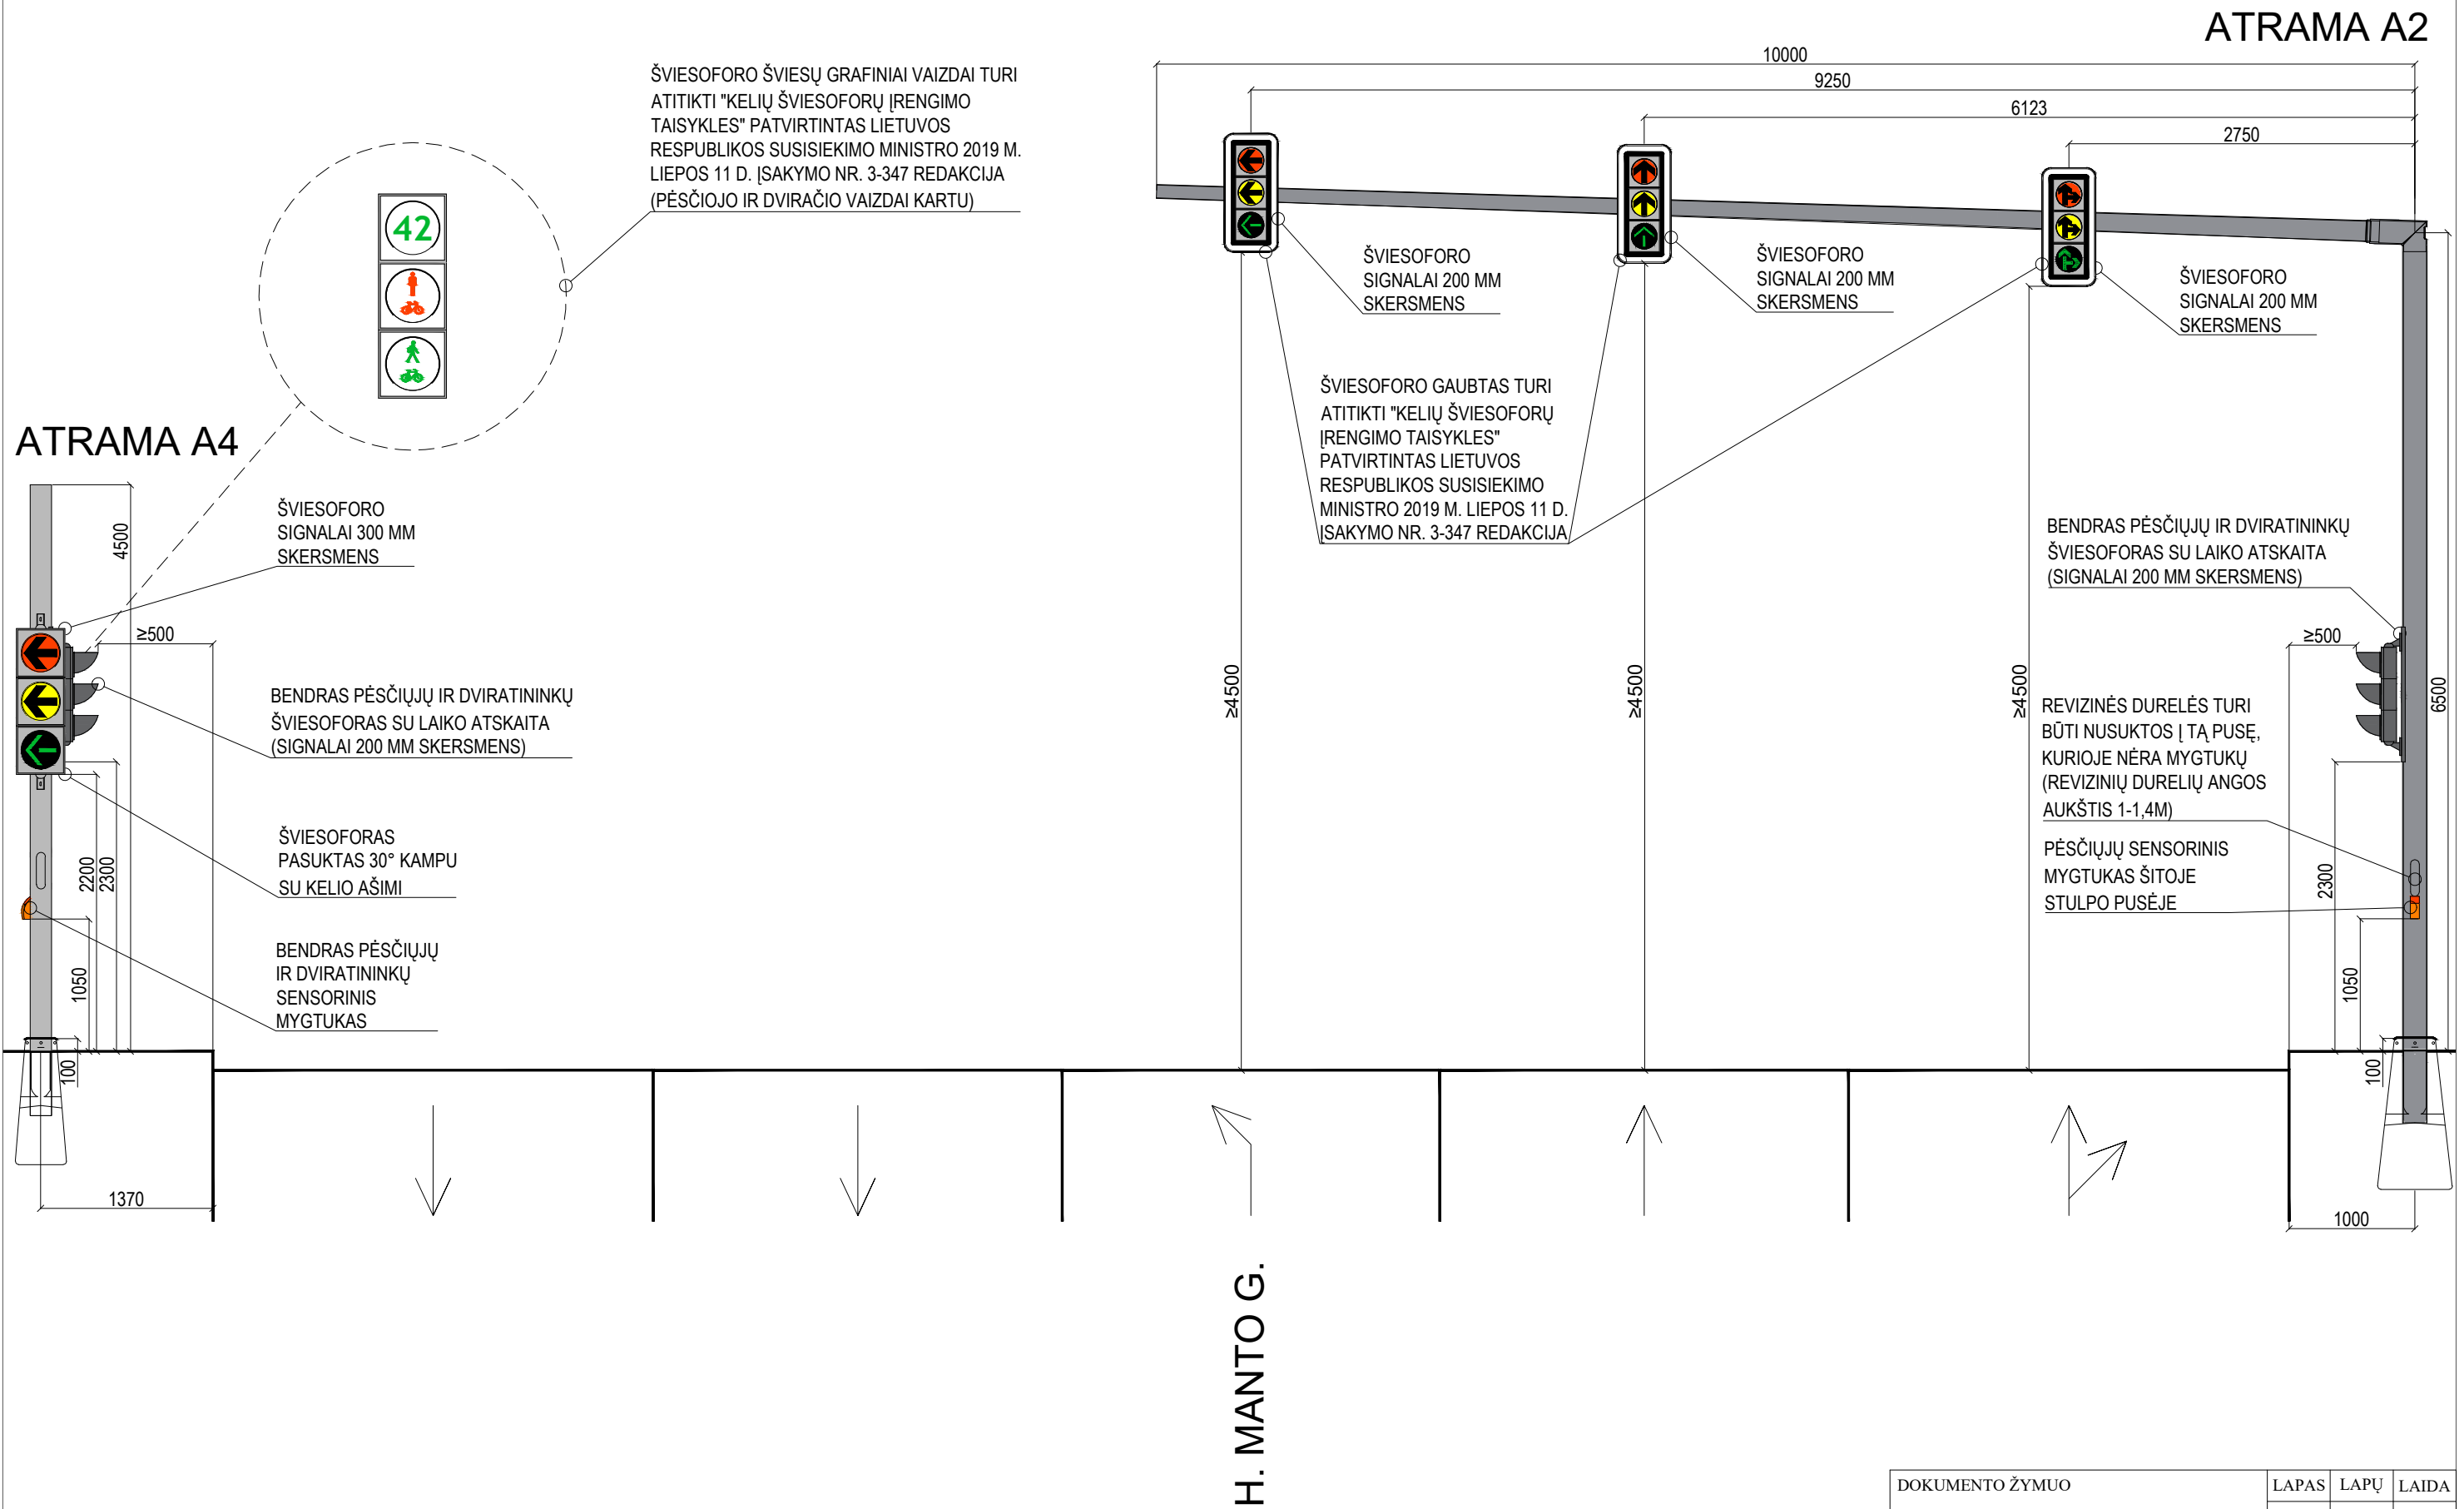 ATRAMA A2
10000
9250
6123
2750
ŠVIESOFORO ŠVIESŲ GRAFINIAI VAIZDAI TURI
ATITIKTI "KELIŲ ŠVIESOFORŲ ĮRENGIMO
TAISYKLES" PATVIRTINTAS LIETUVOS
RESPUBLIKOS SUSISIEKIMO MINISTRO 2019 M.
LIEPOS 11 D. ĮSAKYMO NR. 3-347 REDAKCIJA
(PĖSČIOJO IR DVIRAČIO VAIZDAI KARTU)
42
ŠVIESOFORO
SIGNALAI 200 MM
SKERSMENS
ŠVIESOFORO
SIGNALAI 200 MM
SKERSMENS
ŠVIESOFORO
SIGNALAI 200 MM
SKERSMENS
ŠVIESOFORO GAUBTAS TURI
ATITIKTI "KELIŲ ŠVIESOFORŲ
ĮRENGIMO TAISYKLES"
PATVIRTINTAS LIETUVOS
RESPUBLIKOS SUSISIEKIMO
MINISTRO 2019 M. LIEPOS 11 D.
ĮSAKYMO NR. 3-347 REDAKCIJA
ATRAMA A4
4500
ŠVIESOFORO
SIGNALAI 300 MM
SKERSMENS
≥500
BENDRAS PĖSČIŲJŲ IR DVIRATININKŲ
ŠVIESOFORAS SU LAIKO ATSKAITA
(SIGNALAI 200 MM SKERSMENS)
ŠVIESOFORAS
PASUKTAS 30° KAMPU
SU KELIO AŠIMI
BENDRAS PĖSČIŲJŲ
IR DVIRATININKŲ
SENSORINIS
MYGTUKAS
2200
2300
1050
100
1370
≥4500
≥4500
≥4500
BENDRAS PĖSČIŲJŲ IR DVIRATININKŲ
ŠVIESOFORAS SU LAIKO ATSKAITA
(SIGNALAI 200 MM SKERSMENS)
≥500
6500
REVIZINĖS DURELĖS TURI
BŪTI NUSUKTOS Į TĄ PUSĘ,
KURIOJE NĖRA MYGTUKŲ
(REVIZINIŲ DURELIŲ ANGOS
AUKŠTIS 1-1,4M)
PĖSČIŲJŲ SENSORINIS
MYGTUKAS ŠITOJE
STULPO PUSĖJE
2300
1050
100
1000
H. MANTO G.
DOKUMENTO ŽYMUO LAPAS LAPŲ LAIDA